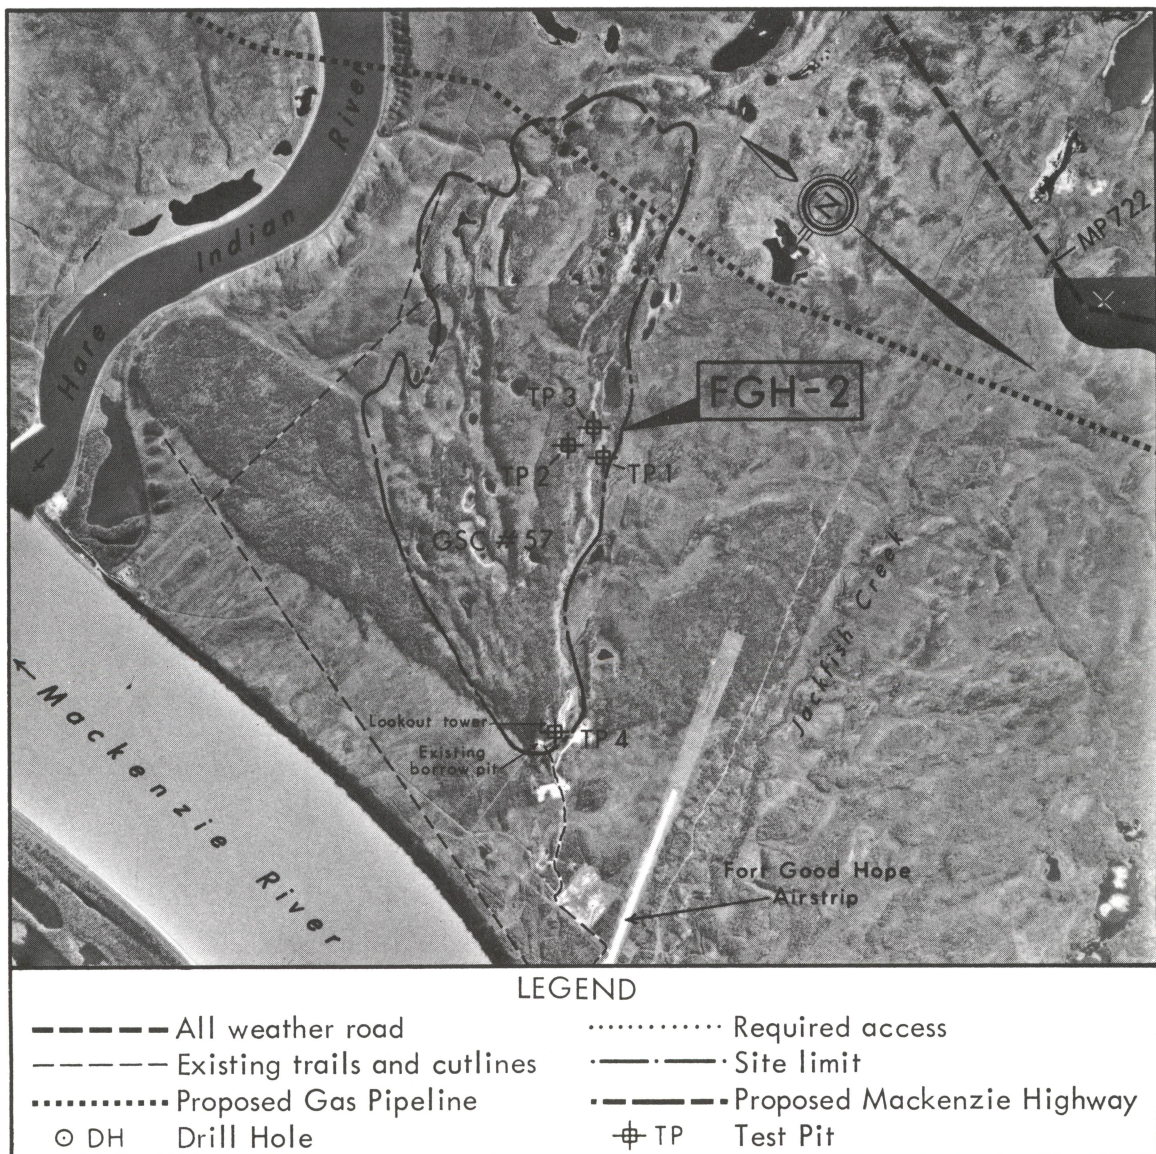 Hare Indian River
N
MP 722
FGH-2
TP 3
TP 2
TP 1
GSC # 57
Jackfish Creek
Lookout tower
TP 4
Existing
borrow pit
Mackenzie River
Fort Good Hope
Airstrip
LEGEND
All weather road
Required access
Existing trails and cutlines
Site limit
Proposed Gas Pipeline
Proposed Mackenzie Highway
DH Drill Hole
TP Test Pit